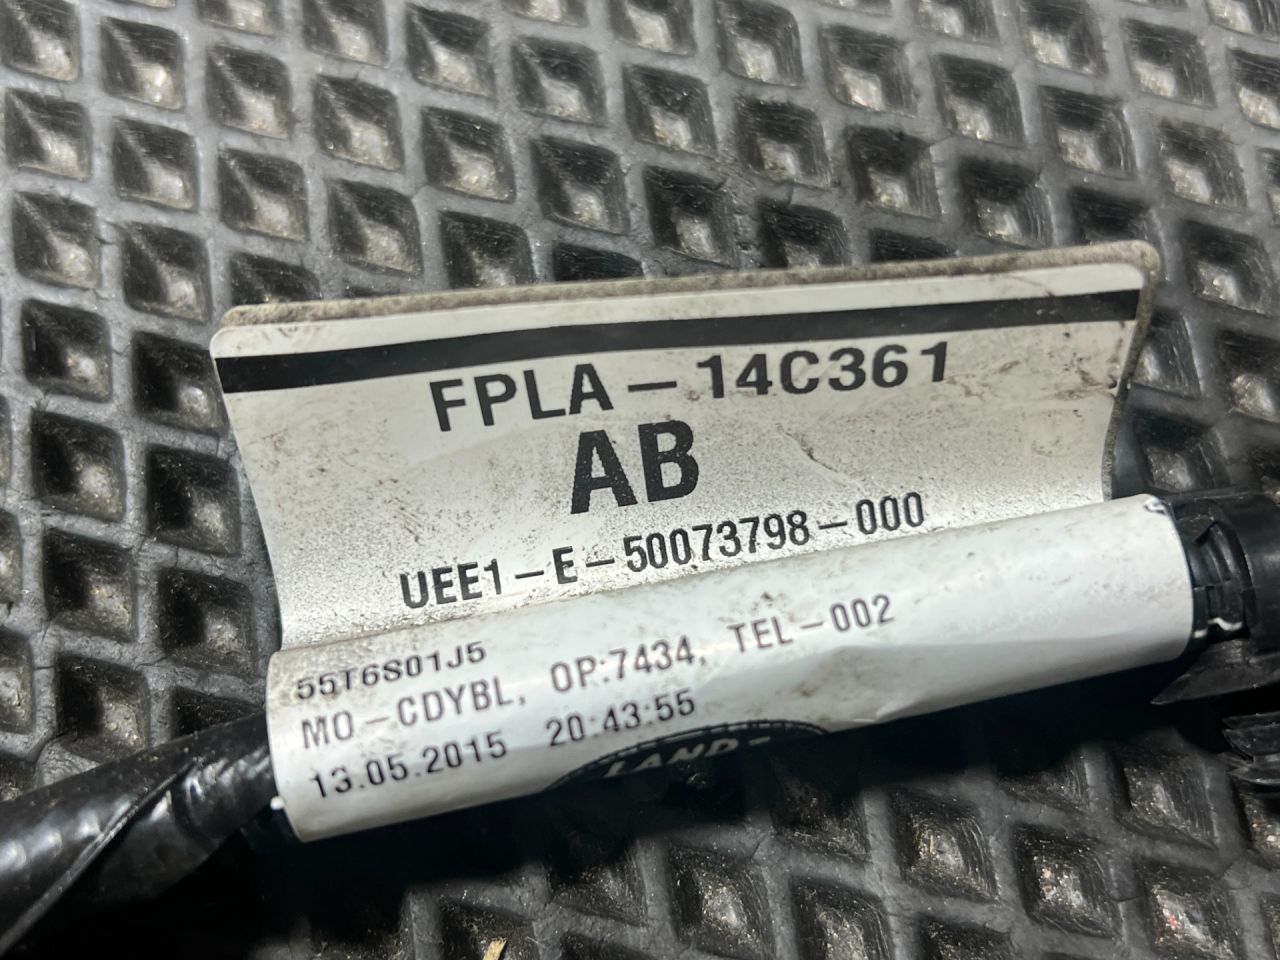 FPLA-14C361
AB
UEE1-E-50073798-000
55T6S01J5
MO-CDYBL, OP:7434, TEL-002
13.05.2015 20:43:55
LAND